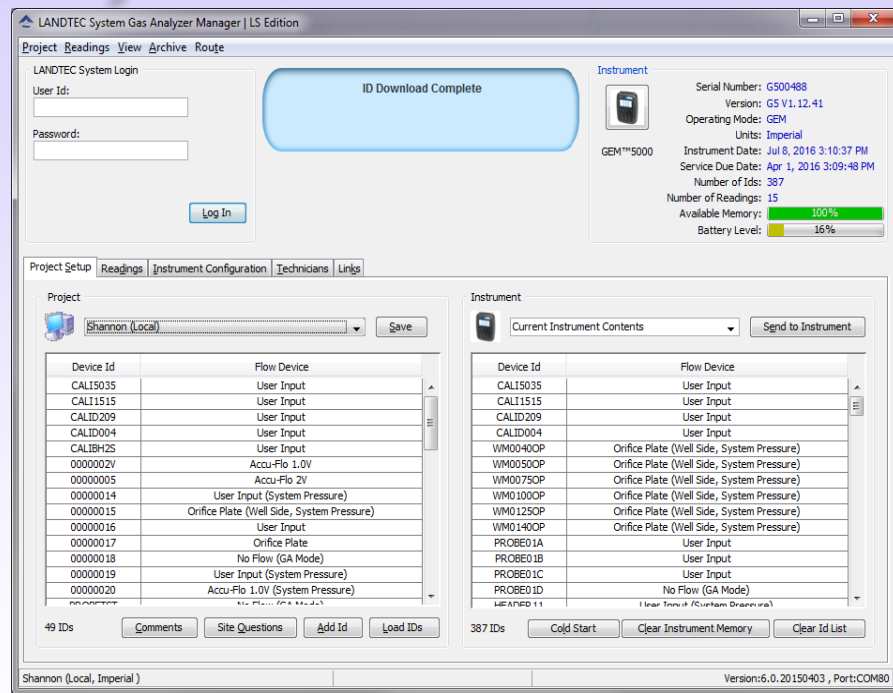 LANDTEC System Gas Analyzer Manager | LS Edition
Project Readings View Archive Route
LANDTEC System Login
User Id:
Password:
Log In
ID Download Complete
Instrument
GEM™5000
Serial Number: G500488
Version: G5 V1.12.41
Operating Mode: GEM
Units: Imperial
Instrument Date: Jul 8, 2016 3:10:37 PM
Service Due Date: Apr 1, 2016 3:09:48 PM
Number of Ids: 387
Number of Readings: 15
Available Memory: 100%
Battery Level: 16%
Project Setup Readings Instrument Configuration Technicians Links
Project
Shannon (Local) Save
Device Id Flow Device
CALI5035 User Input
CALI1515 User Input
CALID209 User Input
CALID004 User Input
CALIBH2S User Input
0000002V Accu-Flo 1.0V
00000005 Accu-Flo 2V
00000014 User Input (System Pressure)
00000015 Orifice Plate (Well Side, System Pressure)
00000016 User Input
00000017 Orifice Plate
00000018 No Flow (GA Mode)
00000019 User Input (System Pressure)
00000020 Accu-Flo 1.0V (System Pressure)
PROBETST No Flow (GA Mode)
49 IDs Comments Site Questions Add Id Load IDs
Instrument
Current Instrument Contents Send to Instrument
Device Id Flow Device
CALI5035 User Input
CALI1515 User Input
CALID209 User Input
CALID004 User Input
WM0040OP Orifice Plate (Well Side, System Pressure)
WM0050OP Orifice Plate (Well Side, System Pressure)
WM0075OP Orifice Plate (Well Side, System Pressure)
WM0100OP Orifice Plate (Well Side, System Pressure)
WM0125OP Orifice Plate (Well Side, System Pressure)
WM0140OP Orifice Plate (Well Side, System Pressure)
PROBE01A User Input
PROBE01B User Input
PROBE01C User Input
PROBE01D No Flow (GA Mode)
HEADER11 User Input (System Pressure)
387 IDs Cold Start Clear Instrument Memory Clear Id List
Shannon (Local, Imperial ) Version:6.0.20150403 , Port:COM80